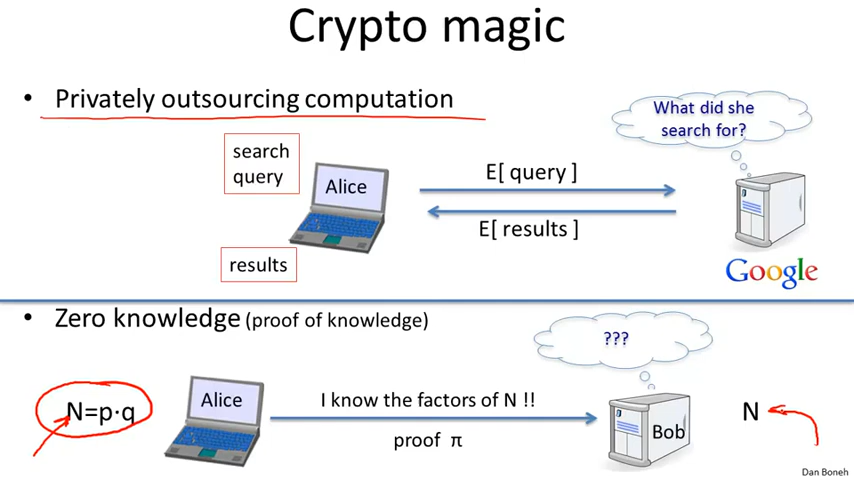 Crypto magic
• Privately outsourcing computation
What did she
search for?
search
query
Alice
E[ query ]
E[ results ]
results
Google
• Zero knowledge (proof of knowledge)
???
N=p·q
Alice
I know the factors of N !!
proof π
Bob
N
Dan Boneh